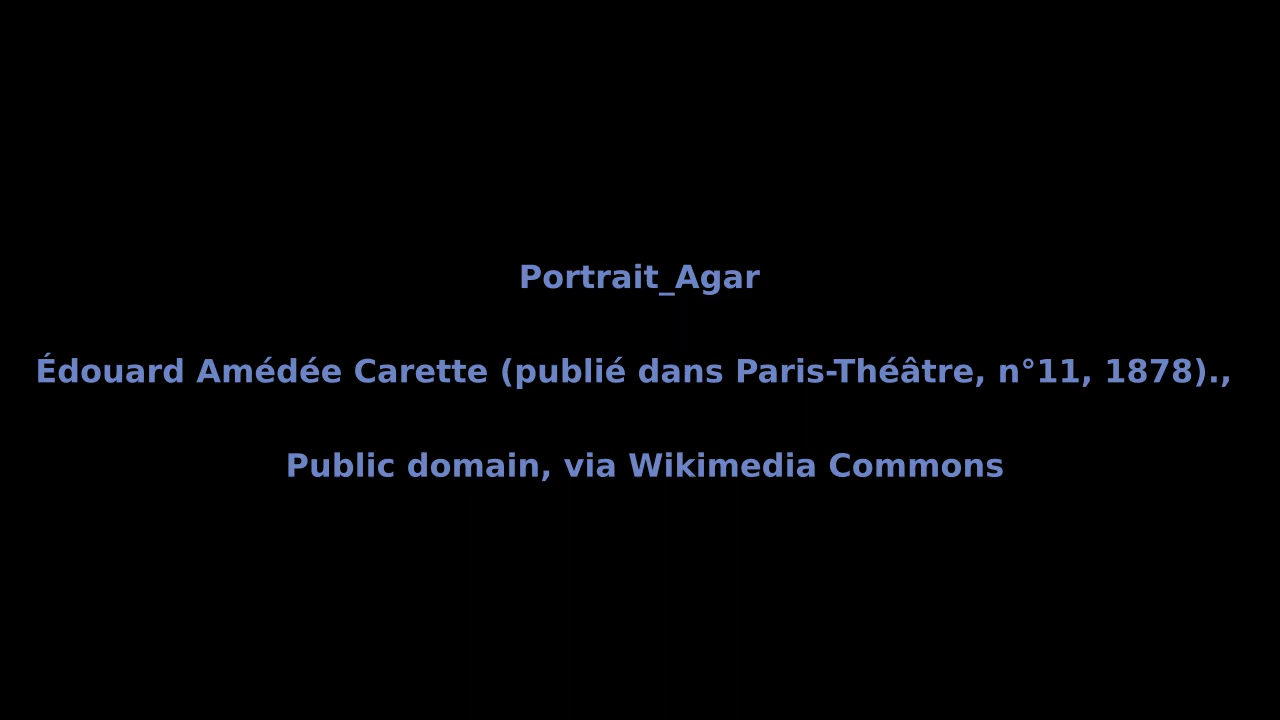 Portrait_Agar
Édouard Amédée Carette (publié dans Paris-Théâtre, n°11, 1878).,
Public domain, via Wikimedia Commons